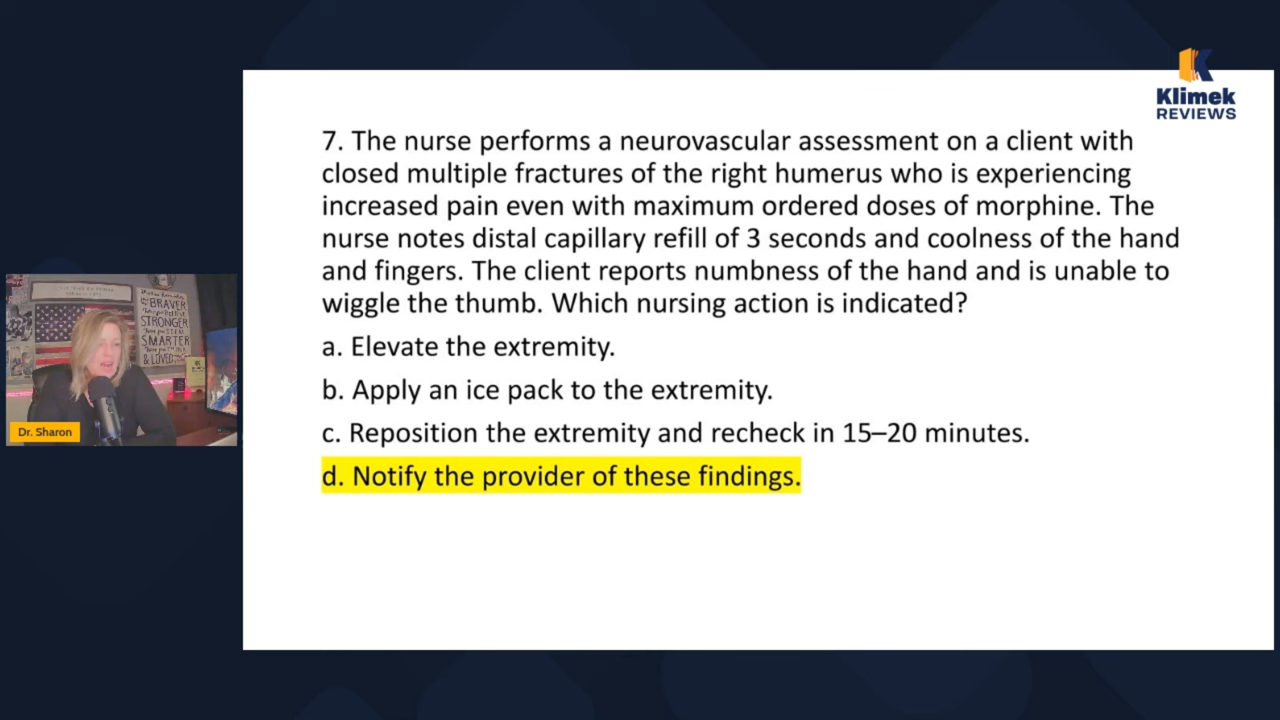 Klimek
REVIEWS
7. The nurse performs a neurovascular assessment on a client with
closed multiple fractures of the right humerus who is experiencing
increased pain even with maximum ordered doses of morphine. The
nurse notes distal capillary refill of 3 seconds and coolness of the hand
and fingers. The client reports numbness of the hand and is unable to
wiggle the thumb. Which nursing action is indicated?
a. Elevate the extremity.
b. Apply an ice pack to the extremity.
c. Reposition the extremity and recheck in 15–20 minutes.
d. Notify the provider of these findings.
BRAVER
STRONGER
SMARTER
& LOVED
Dr. Sharon